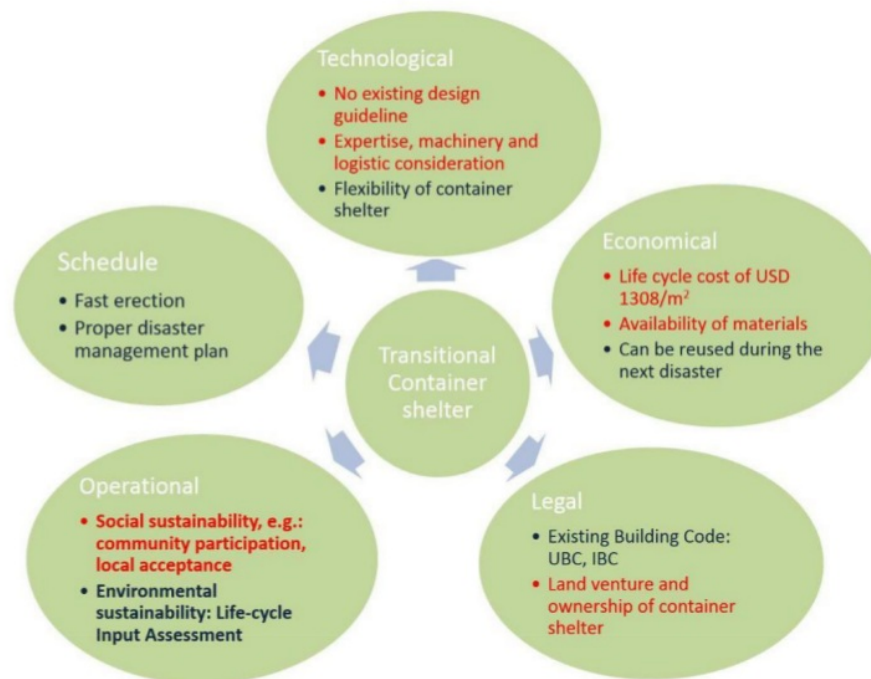 Technological
• No existing design
guideline
• Expertise, machinery and
logistic consideration
• Flexibility of container
shelter
Schedule
• Fast erection
• Proper disaster
management plan
Economical
• Life cycle cost of USD
1308/m²
• Availability of materials
• Can be reused during the
next disaster
Transitional
Container
shelter
Operational
• Social sustainability, e.g.:
community participation,
local acceptance
• Environmental
sustainability: Life-cycle
Input Assessment
Legal
• Existing Building Code:
UBC, IBC
• Land venture and
ownership of container
shelter